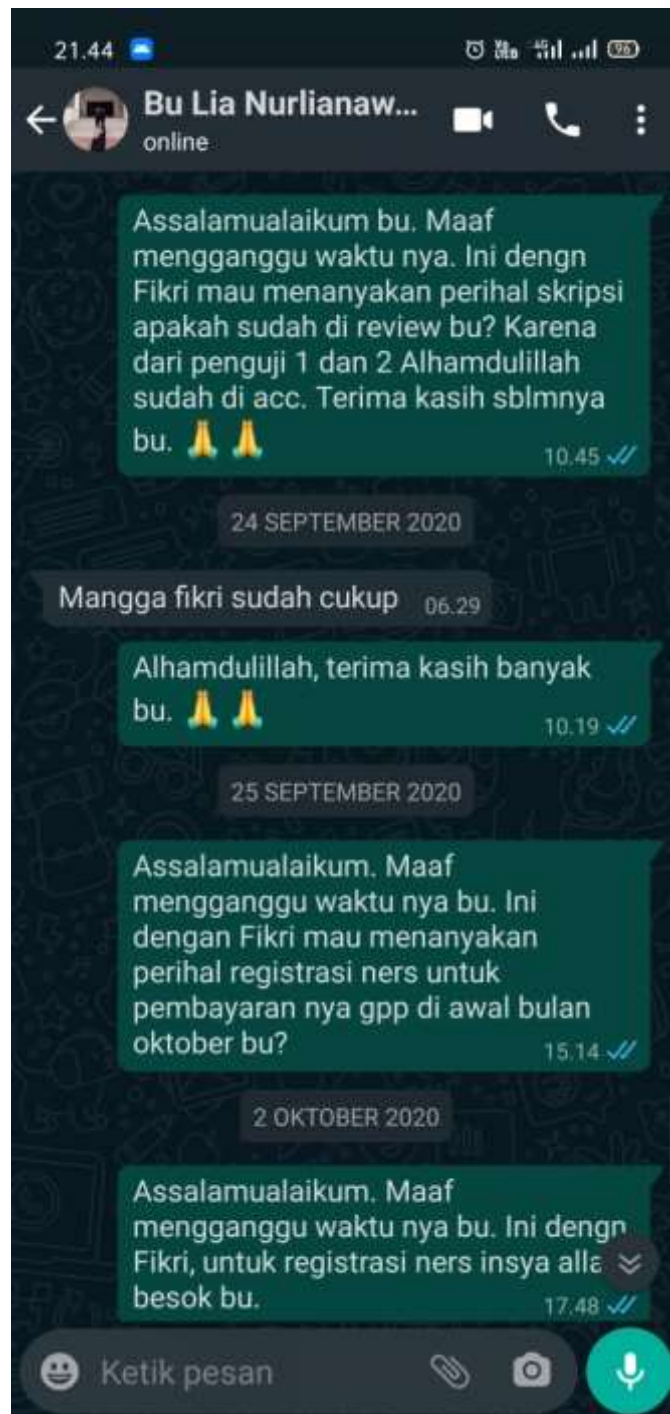 21.44
96
Bu Lia Nurlianaw...
online
Assalamualaikum bu. Maaf
mengganggu waktu nya. Ini dengn
Fikri mau menanyakan perihal skripsi
apakah sudah di review bu? Karena
dari penguji 1 dan 2 Alhamdulillah
sudah di acc. Terima kasih sblmnya
bu. 🙏 🙏
10.45
24 SEPTEMBER 2020
Mangga fikri sudah cukup 06.29
Alhamdulillah, terima kasih banyak
bu. 🙏 🙏
10.19
25 SEPTEMBER 2020
Assalamualaikum. Maaf
mengganggu waktu nya bu. Ini
dengan Fikri mau menanyakan
perihal registrasi ners untuk
pembayaran nya gpp di awal bulan
oktober bu?
15.14
2 OKTOBER 2020
Assalamualaikum. Maaf
mengganggu waktu nya bu. Ini dengn
Fikri, untuk registrasi ners insya alla
besok bu.
17.48
Ketik pesan